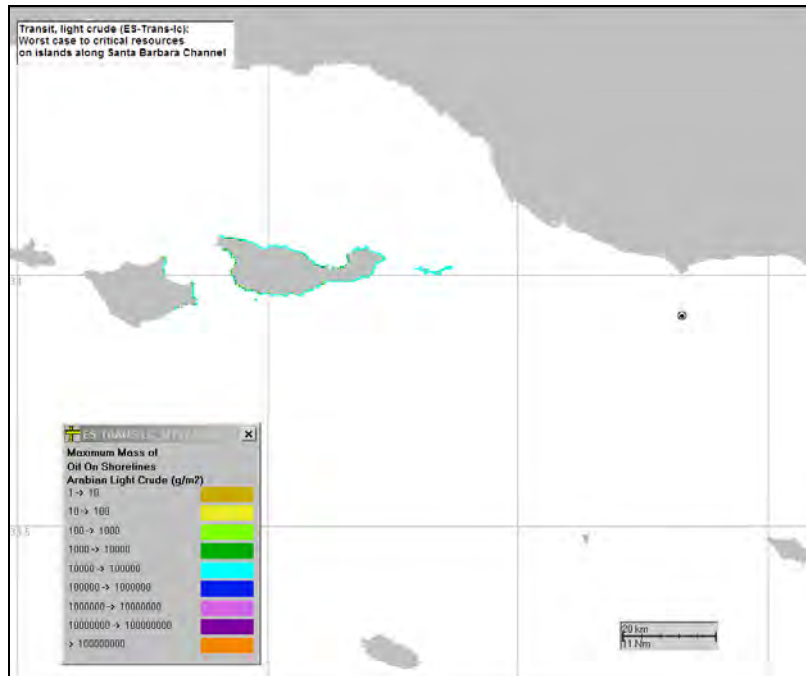 Transit, light crude (ES-Trans-lc):
Worst case to critical resources
on islands along Santa Barbara Channel
Maximum Mass of
Oil On Shorelines
Arabian Light Crude (g/m2)
1 -> 10
10 -> 100
100 -> 1000
1000 -> 10000
10000 -> 100000
100000 -> 1000000
1000000 -> 10000000
10000000 -> 100000000
> 100000000
20 km
11 Nm